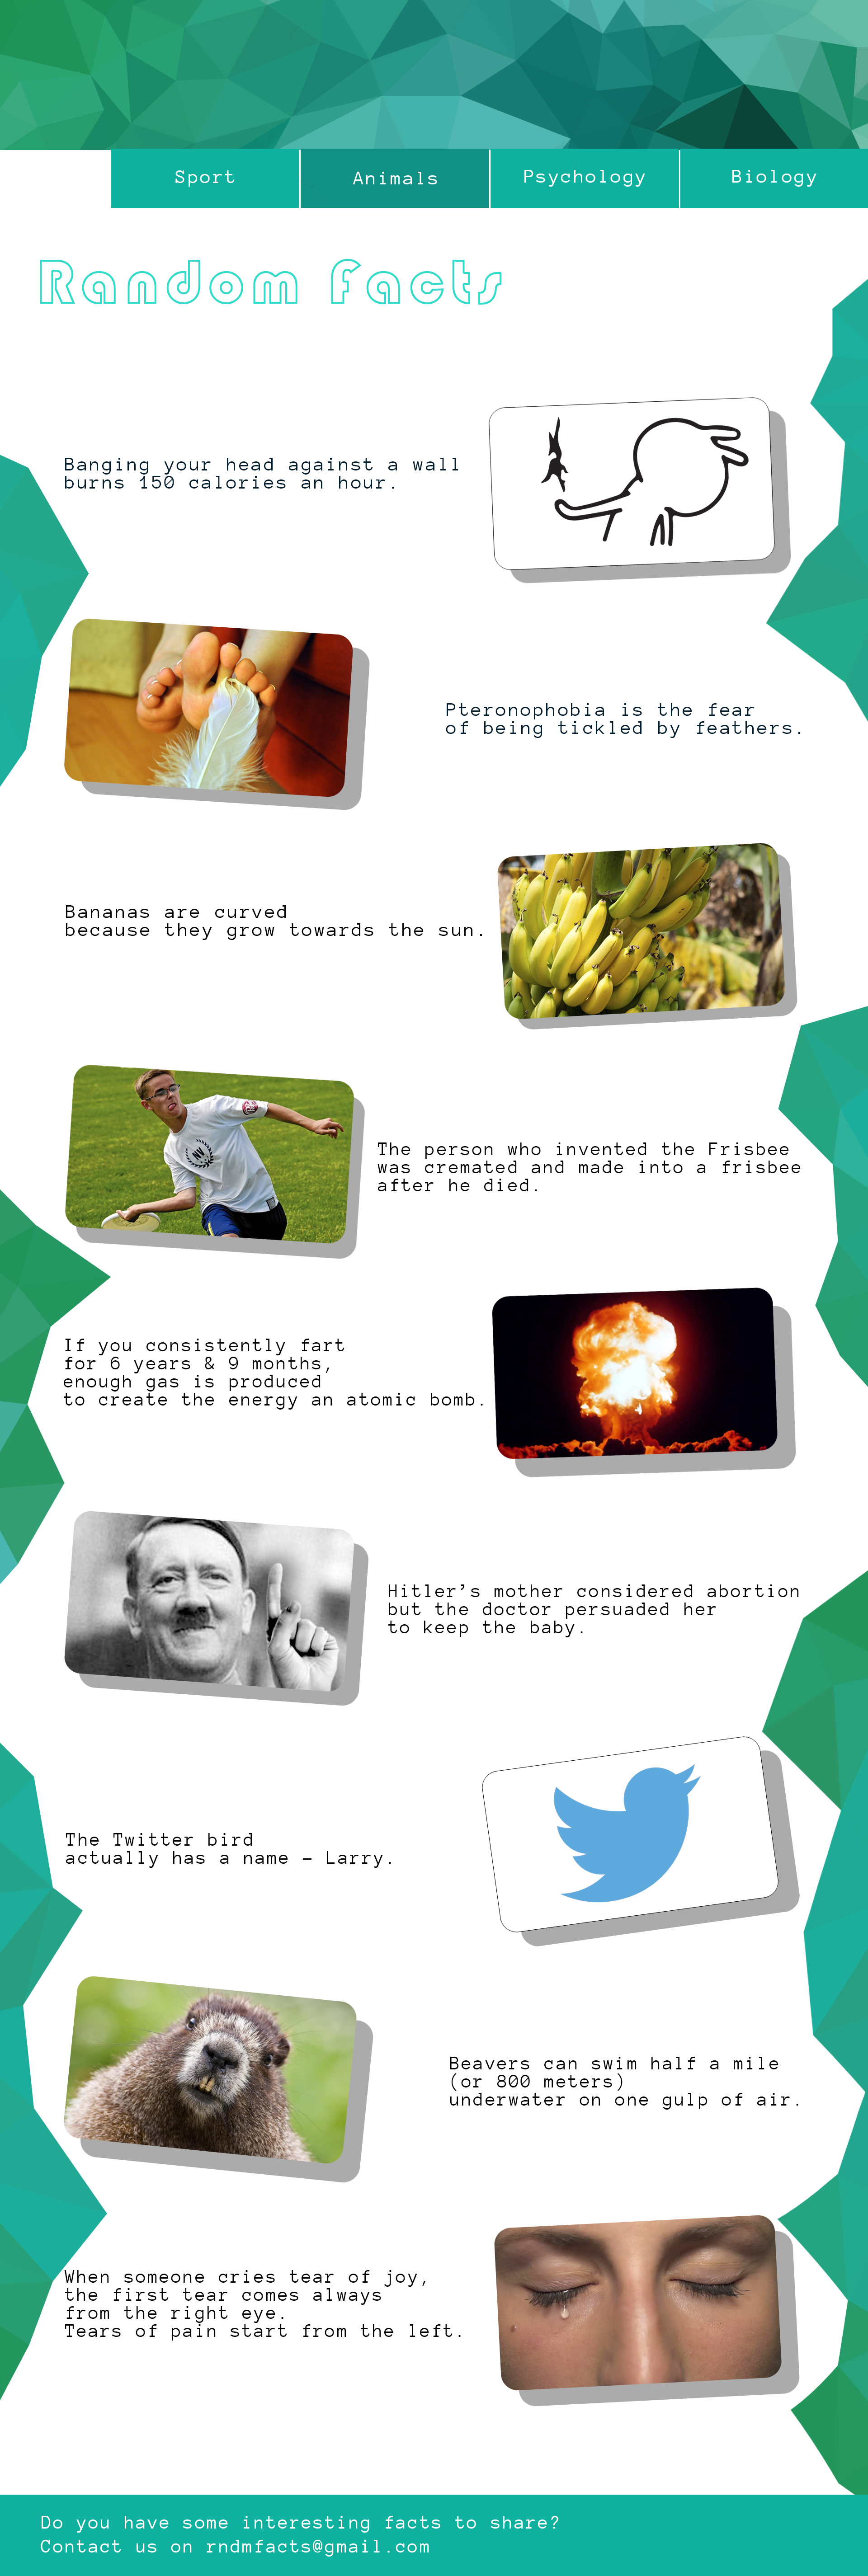 Sport
Animals
Psychology
Biology
Random Facts
Banging your head against a wall
burns 150 calories an hour.
Pteronophobia is the fear
of being tickled by feathers.
Bananas are curved
because they grow towards the sun.
The person who invented the Frisbee
was cremated and made into a frisbee
after he died.
If you consistently fart
for 6 years & 9 months,
enough gas is produced
to create the energy an atomic bomb.
Hitler's mother considered abortion
but the doctor persuaded her
to keep the baby.
The Twitter bird
actually has a name – Larry.
Beavers can swim half a mile
(or 800 meters)
underwater on one gulp of air.
When someone cries tear of joy,
the first tear comes always
from the right eye.
Tears of pain start from the left.
Do you have some interesting facts to share?
Contact us on rndmfacts@gmail.com